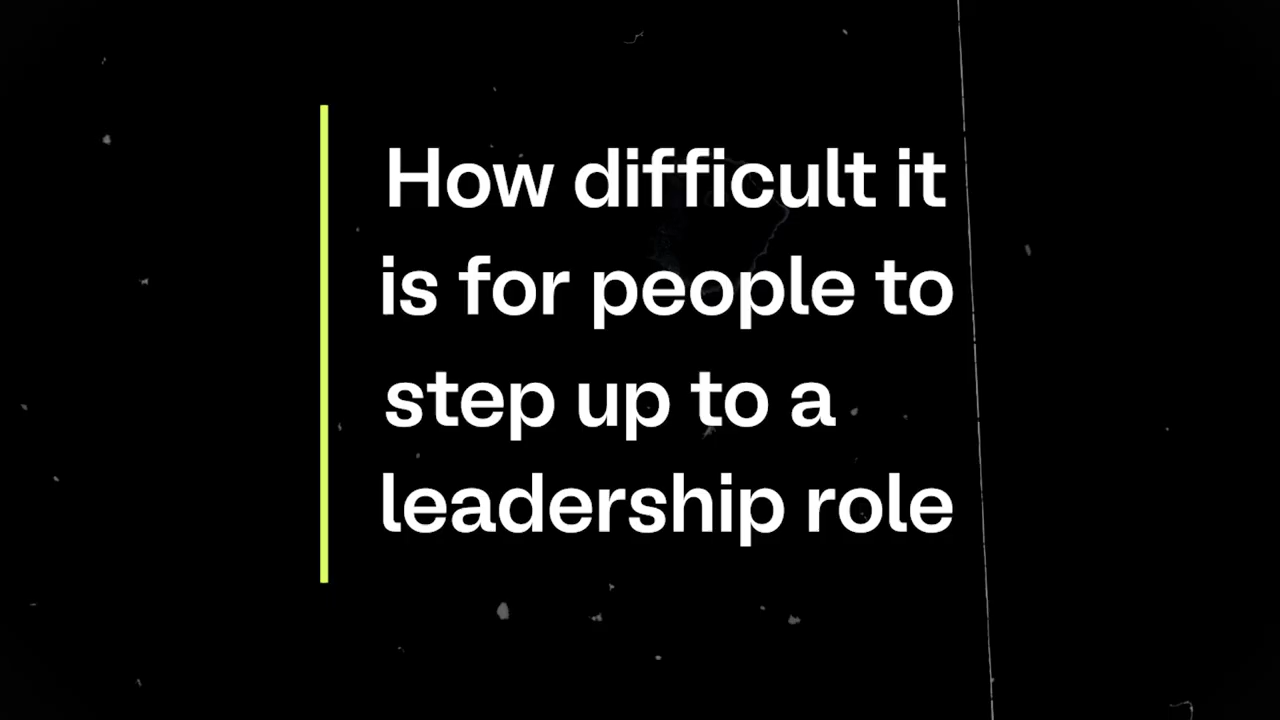 How difficult it
is for people to
step up to a
leadership role